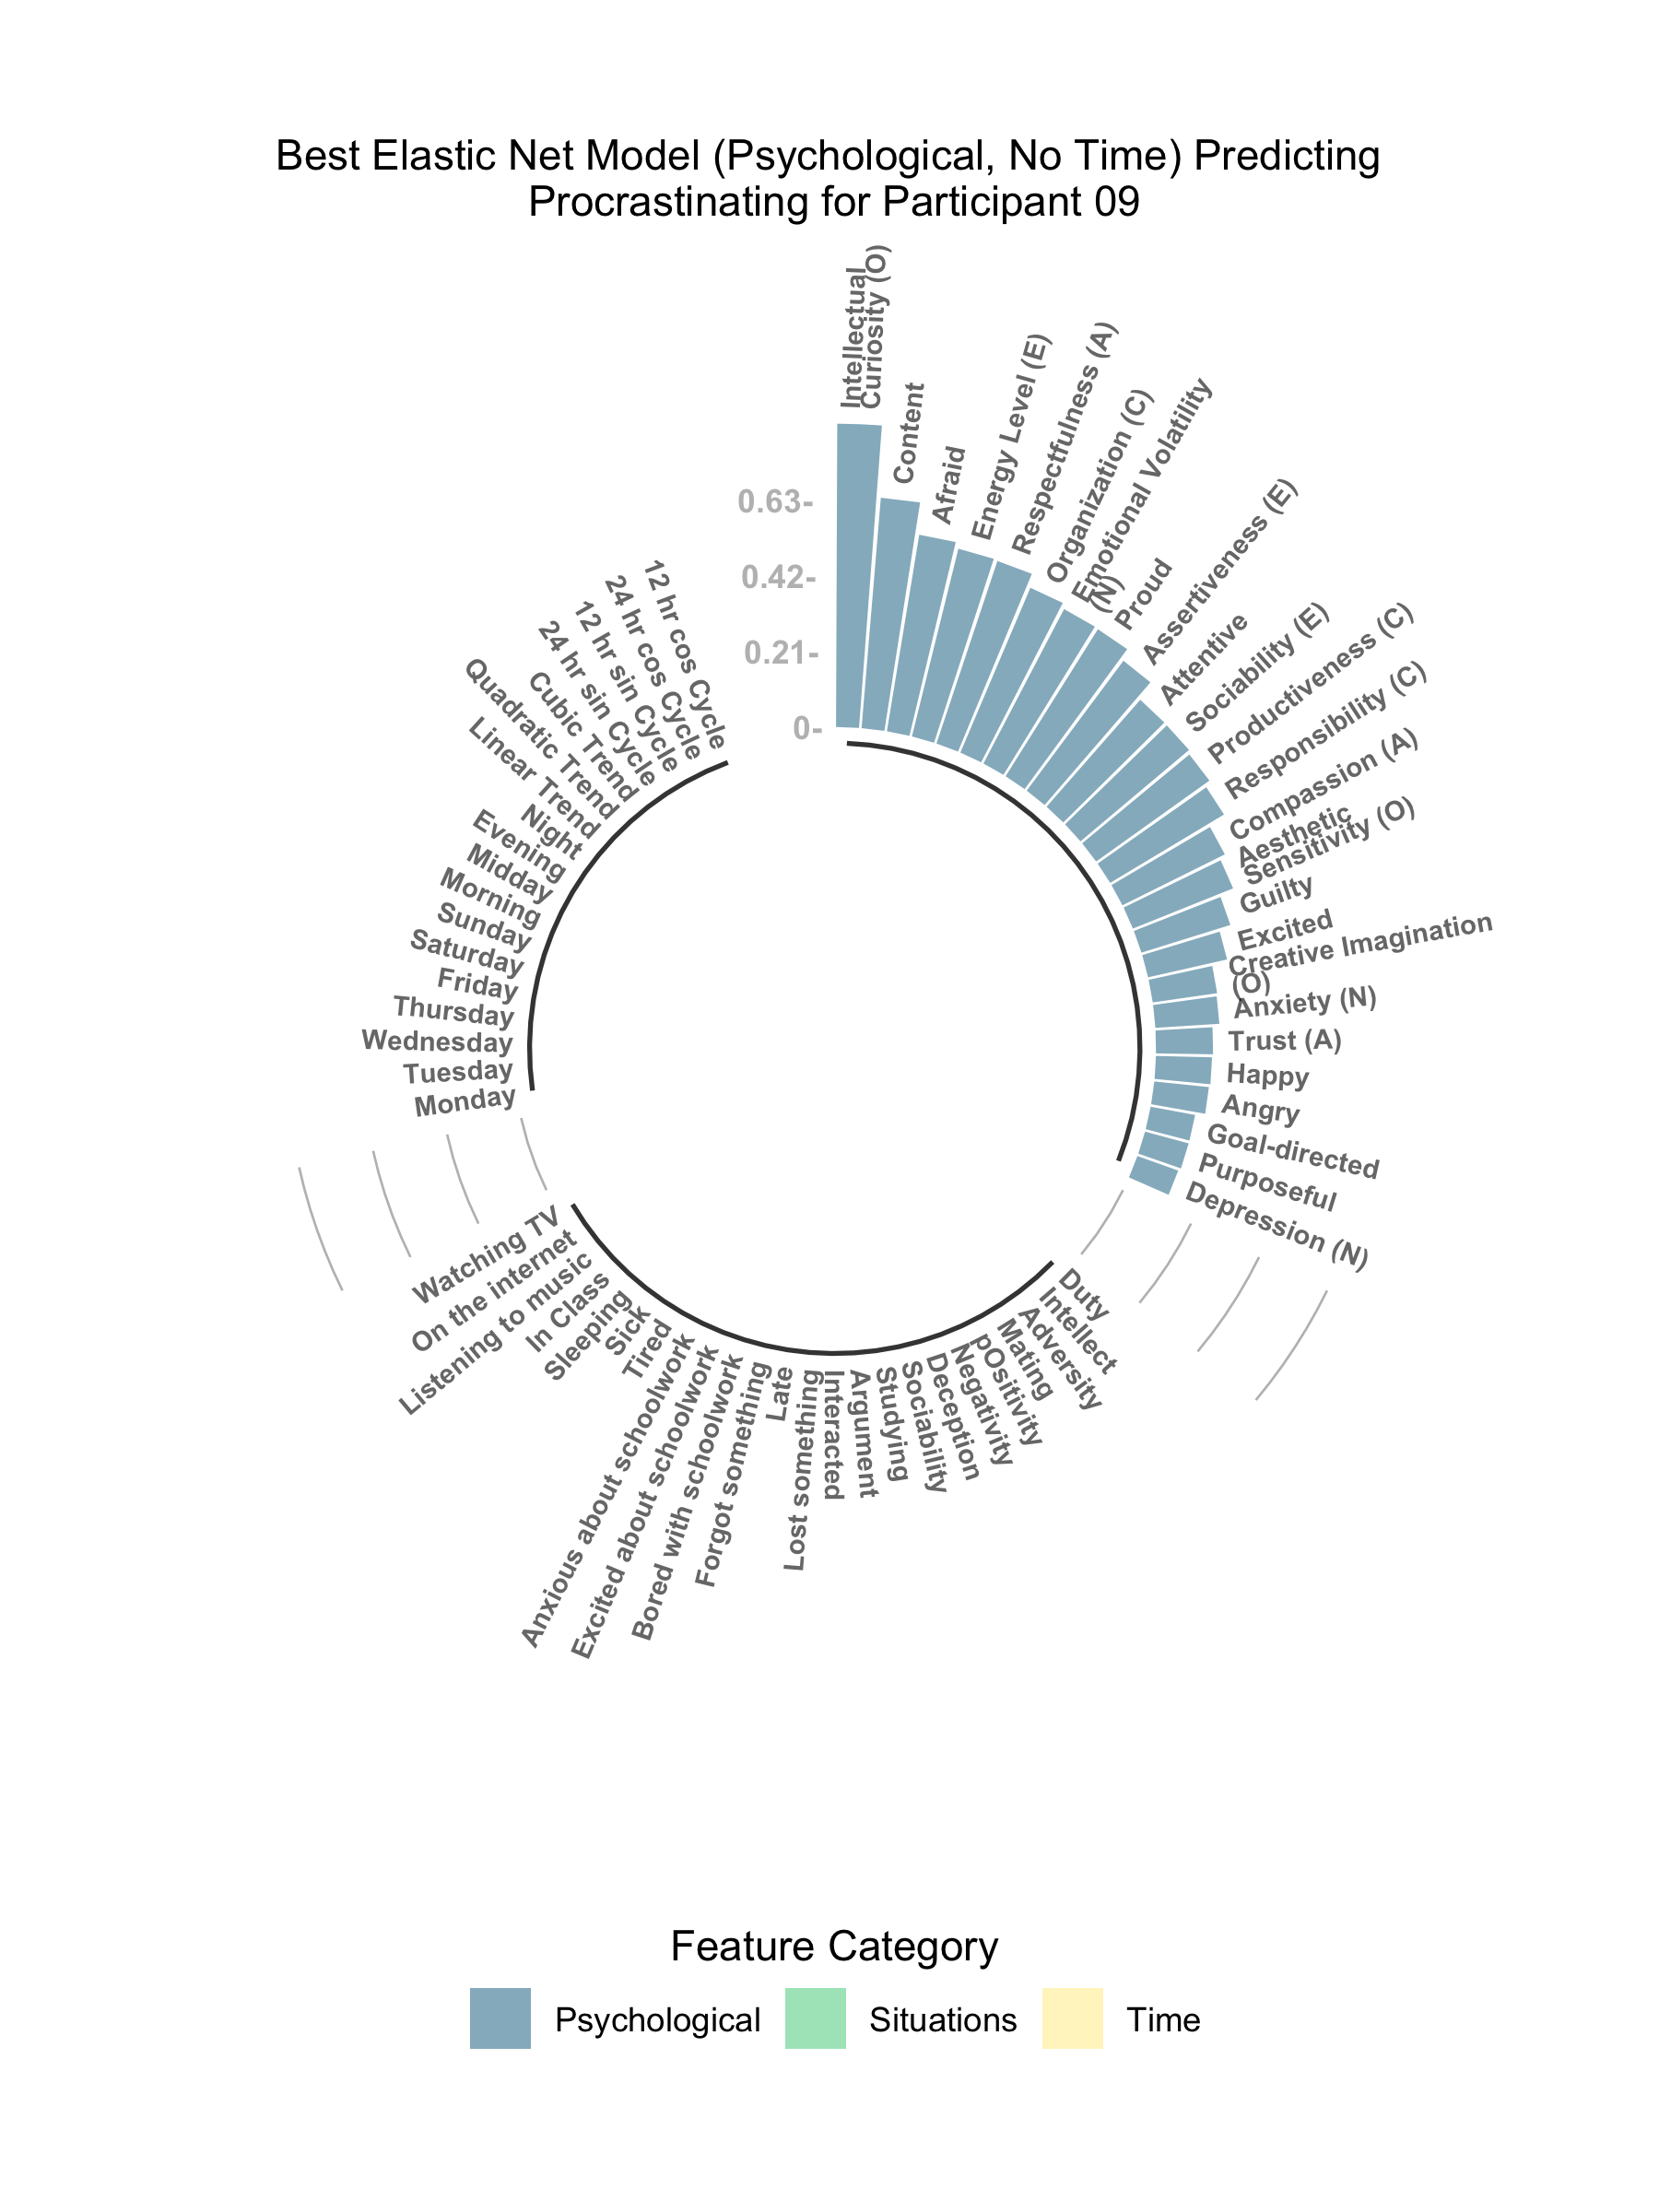 Best Elastic Net Model (Psychological, No Time) Predicting
Procrastinating for Participant 09
0.63-
0.42-
0.21-
0-
Intellectual
Curiosity (O)
Content
Afraid
Energy Level (E)
Respectfulness (A)
Organization (C)
Emotional Volatility
(N)
Proud
Assertiveness (E)
Attentive
Sociability (E)
Productiveness (C)
Responsibility (C)
Compassion (A)
Aesthetic
Sensitivity (O)
Guilty
Excited
Creative Imagination
(O)
Anxiety (N)
Trust (A)
Happy
Angry
Goal-directed
Purposeful
Depression (N)
Duty
Intellect
Adversity
Mating
pOsitivity
Negativity
Deception
Sociability
Studying
Argument
Interacted
Lost something
Late
Forgot something
Bored with schoolwork
Excited about schoolwork
Anxious about schoolwork
Tired
Sick
Sleeping
In Class
Listening to music
On the internet
Watching TV
Monday
Tuesday
Wednesday
Thursday
Friday
Saturday
Sunday
Morning
Midday
Evening
Night
Linear Trend
Quadratic Trend
Cubic Trend
24 hr sin Cycle
12 hr sin Cycle
24 hr cos Cycle
12 hr cos Cycle
Feature Category
Psychological
Situations
Time